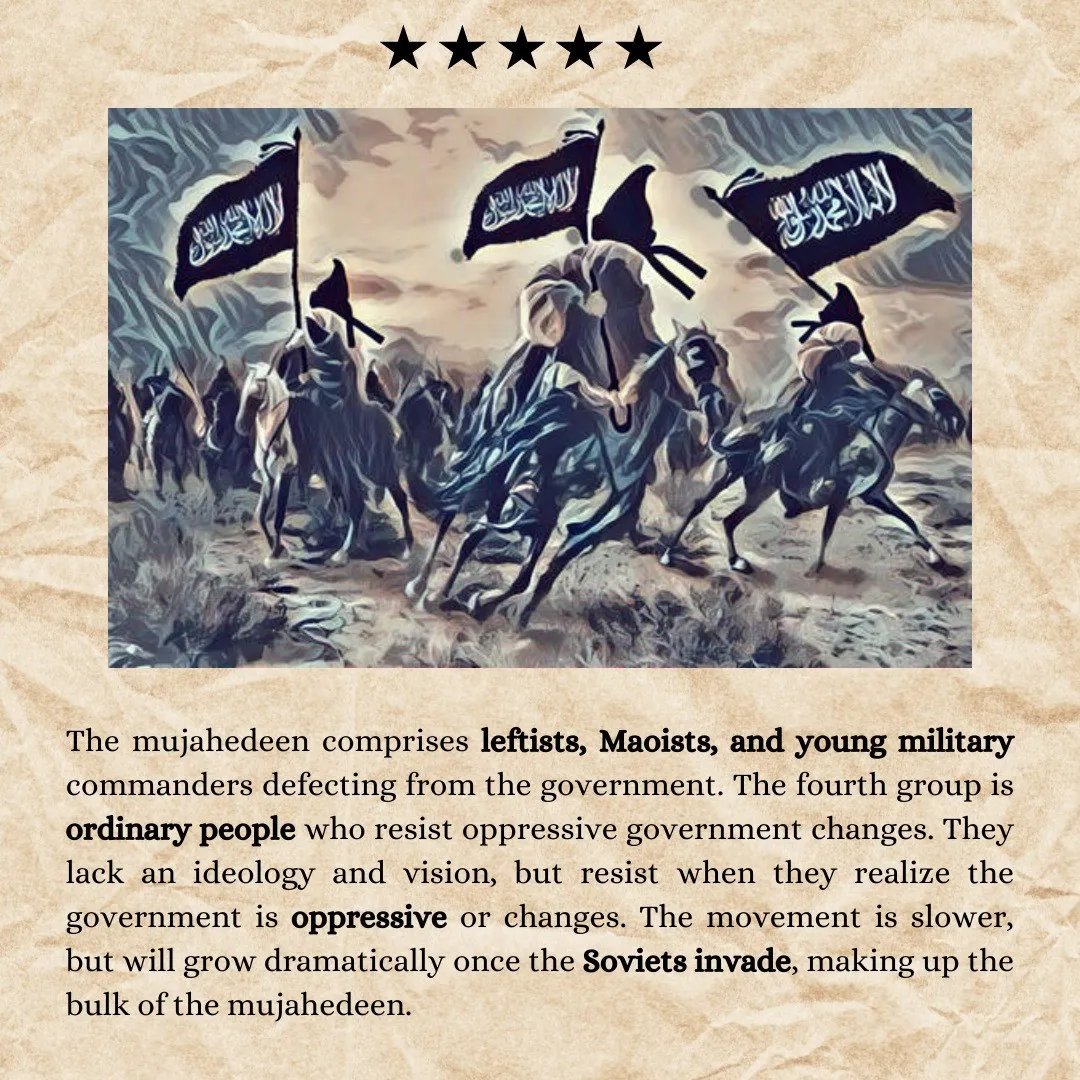 The mujahedeen comprises leftists, Maoists, and young military
commanders defecting from the government. The fourth group is
ordinary people who resist oppressive government changes. They
lack an ideology and vision, but resist when they realize the
government is oppressive or changes. The movement is slower,
but will grow dramatically once the Soviets invade, making up the
bulk of the mujahedeen.